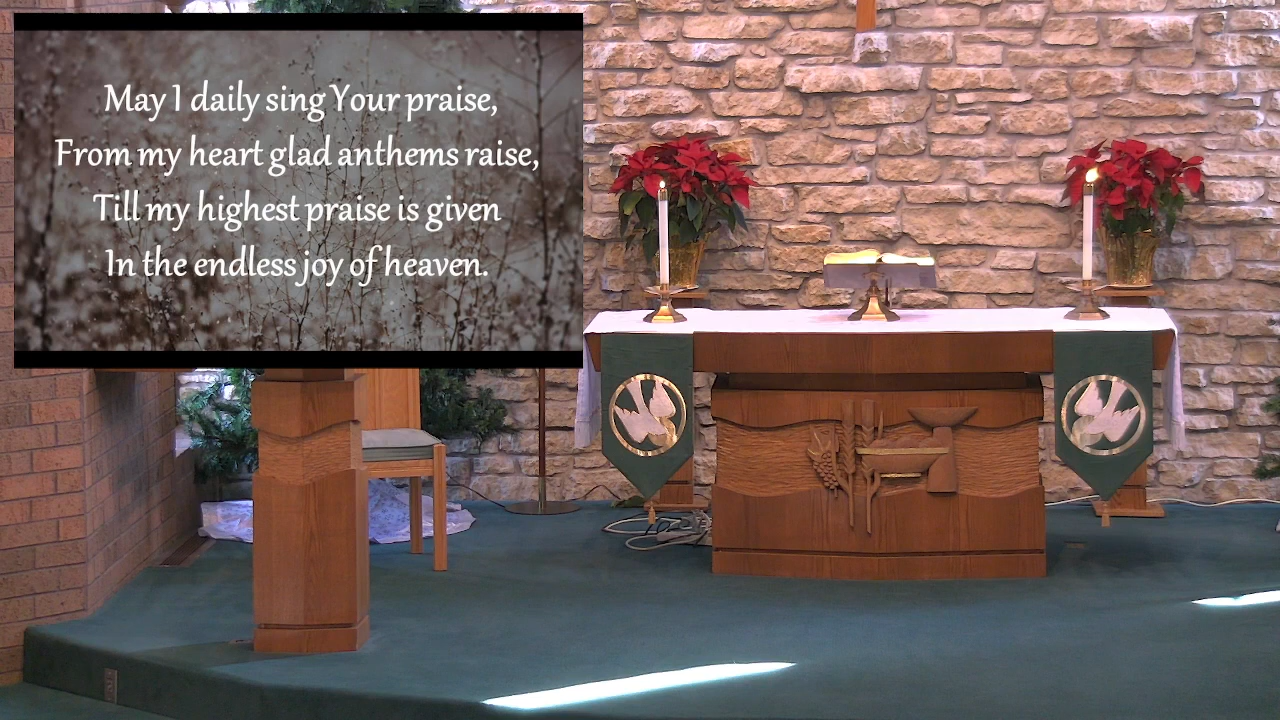 May I daily sing Your praise,
From my heart glad anthems raise,
Till my highest praise is given
In the endless joy of heaven.